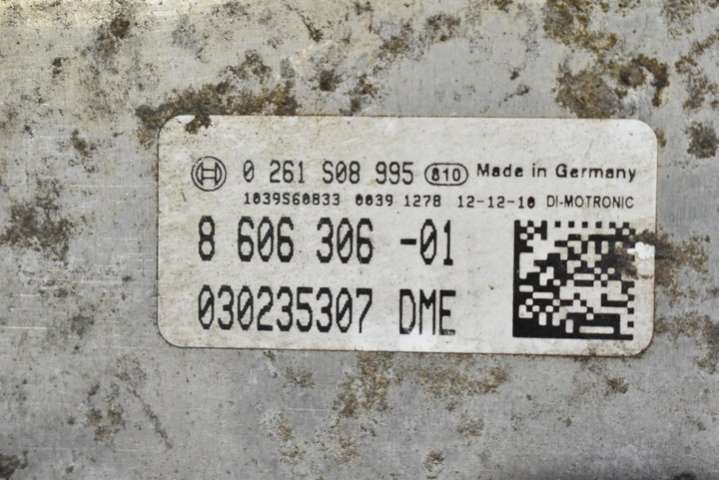 0 261 S08 995 810 Made in Germany
1039S60833 0039 1278 12-12-10 DI-MOTRONIC
8 606 306 -01
030235307 DME